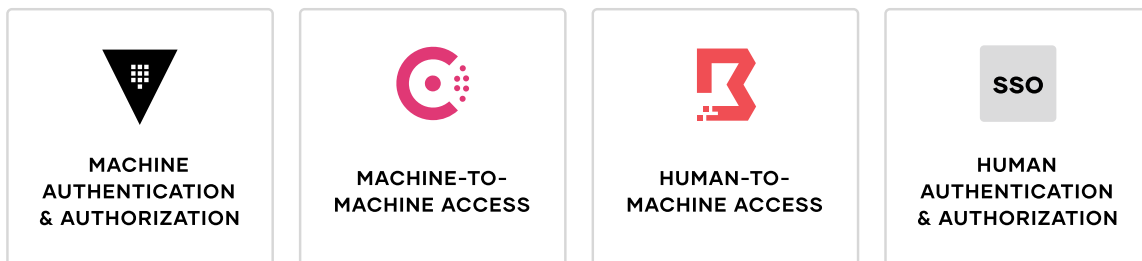 MACHINE
AUTHENTICATION
& AUTHORIZATION
MACHINE-TO-
MACHINE ACCESS
HUMAN-TO-
MACHINE ACCESS
SSO
HUMAN
AUTHENTICATION
& AUTHORIZATION